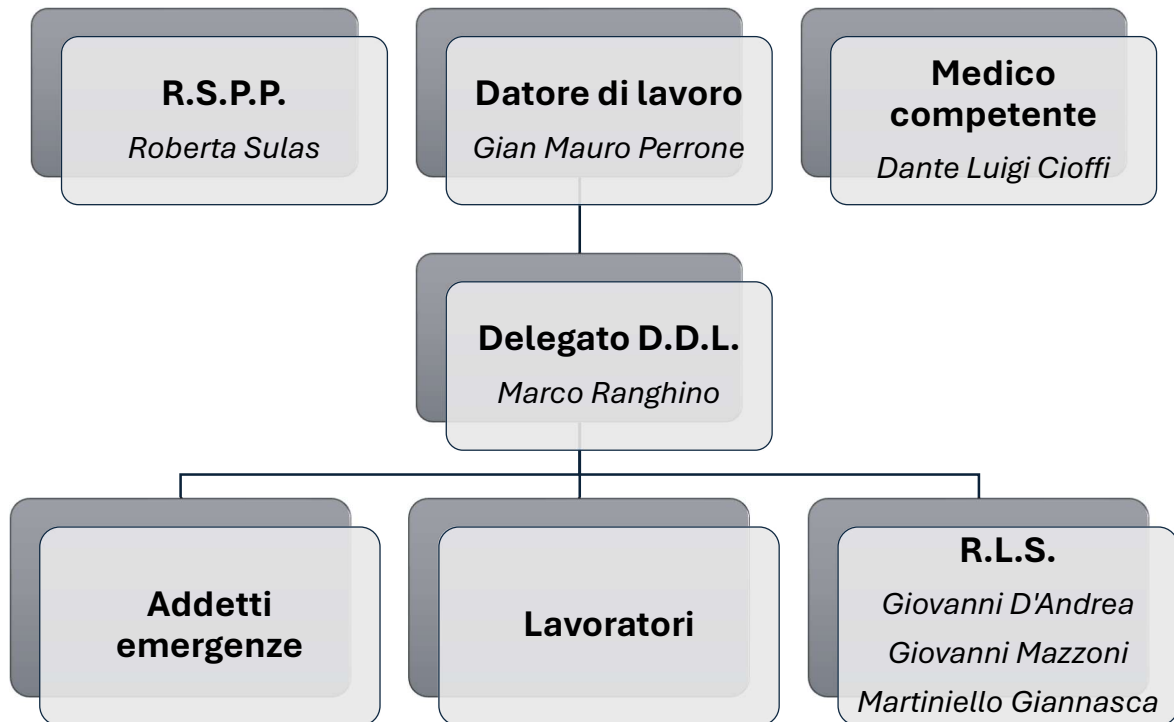 R.S.P.P.
Roberta Sulas
Datore di lavoro
Gian Mauro Perrone
Medico
competente
Dante Luigi Cioffi
Delegato D.D.L.
Marco Ranghino
Addetti
emergenze
Lavoratori
R.L.S.
Giovanni D'Andrea
Giovanni Mazzoni
Martiniello Giannasca